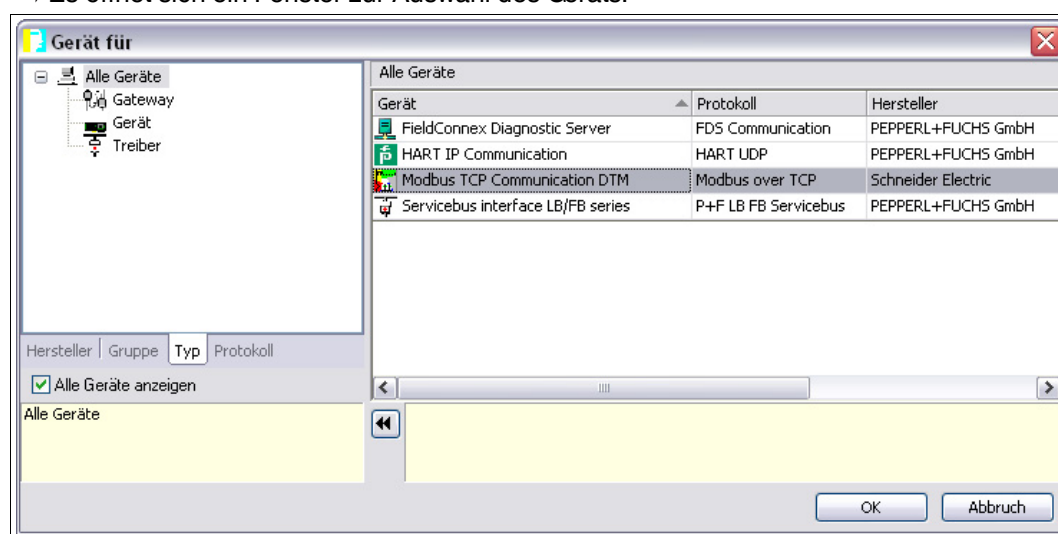 Es öffnet sich ein Fenster zur Auswahl des Geräts.
Gerät für
Alle Geräte
Gateway
Gerät
Treiber
Hersteller Gruppe Typ Protokoll
Alle Geräte anzeigen
Alle Geräte
Alle Geräte
Gerät Protokoll Hersteller
FieldConnex Diagnostic Server FDS Communication PEPPERL+FUCHS GmbH
HART IP Communication HART UDP PEPPERL+FUCHS GmbH
Modbus TCP Communication DTM Modbus over TCP Schneider Electric
Servicebus interface LB/FB series P+F LB FB Servicebus PEPPERL+FUCHS GmbH
OK Abbruch